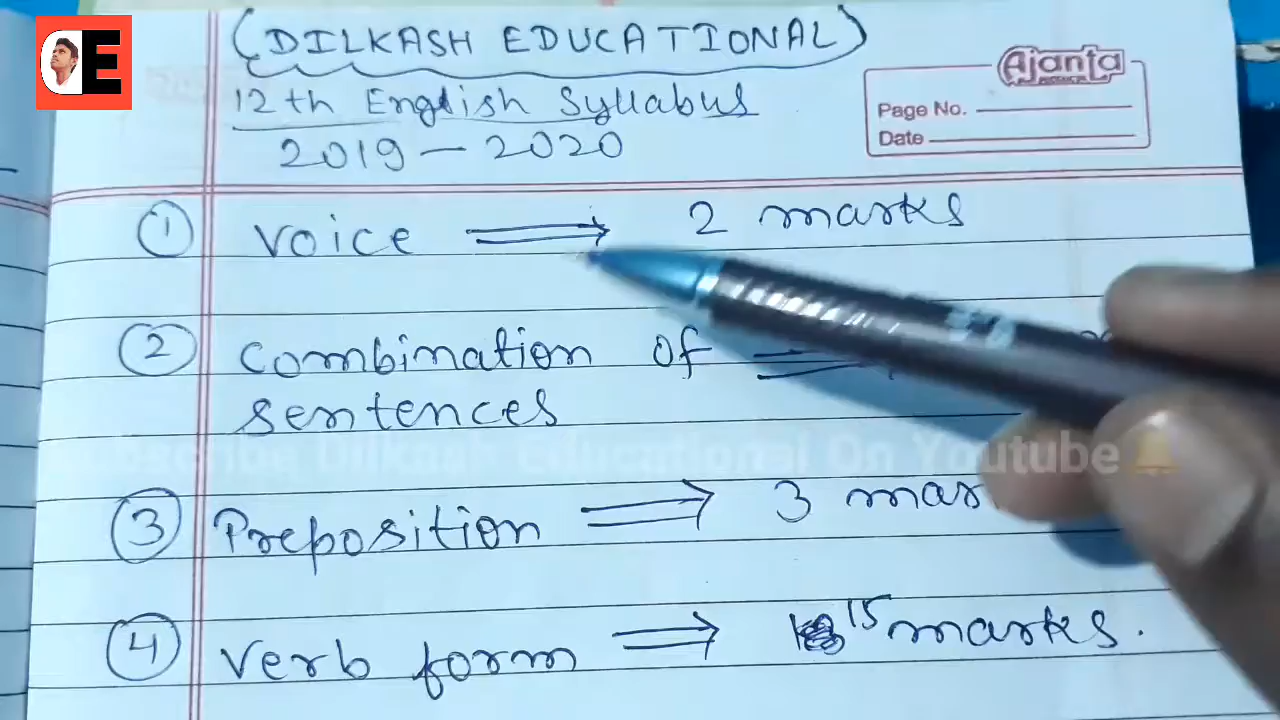 E
(DILKASH EDUCATIONAL)
12th English Syllabus
2019 - 2020
Ajanta
Page No.
Date
① Voice ⟹ 2 marks
② Combination of ⟹
sentences
Subscribe Dilkash Educational On Youtube
③ Preposition ⟹ 3 mar
④ Verb form ⟹ 15 marks.